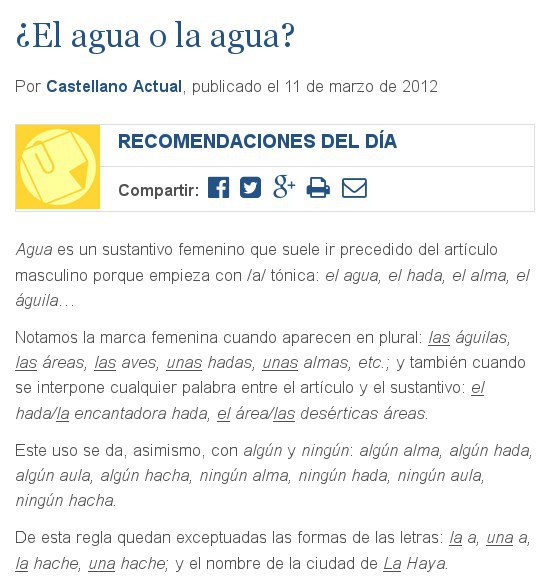 ¿El agua o la agua?
Por Castellano Actual, publicado el 11 de marzo de 2012
RECOMENDACIONES DEL DÍA
Compartir:
Agua es un sustantivo femenino que suele ir precedido del artículo
masculino porque empieza con /a/ tónica: el agua, el hada, el alma, el
águila…
Notamos la marca femenina cuando aparecen en plural: las águilas,
las áreas, las aves, unas hadas, unas almas, etc.; y también cuando
se interpone cualquier palabra entre el artículo y el sustantivo: el
hada/la encantadora hada, el área/las desérticas áreas.
Este uso se da, asimismo, con algún y ningún: algún alma, algún hada,
algún aula, algún hacha, ningún alma, ningún hada, ningún aula,
ningún hacha.
De esta regla quedan exceptuadas las formas de las letras: la a, una a,
la hache, una hache; y el nombre de la ciudad de La Haya.